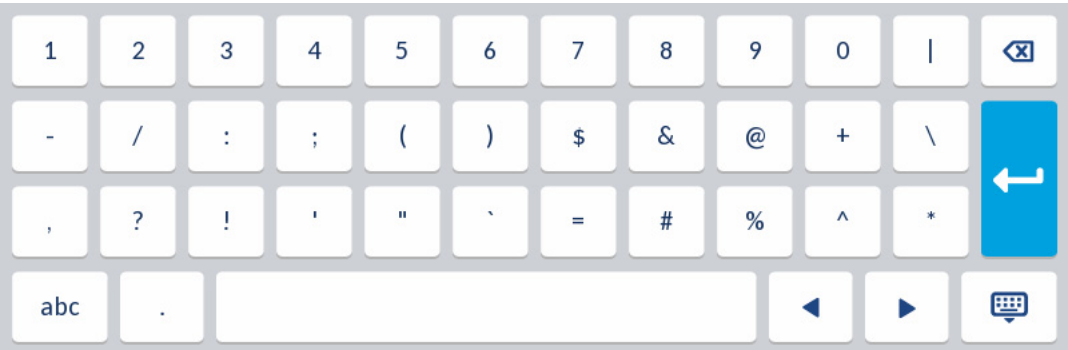 1 2 3 4 5 6 7 8 9 0 |
- / : ; ( ) $ & @ + \
, ? ! ' " ` = # % ^ *
abc .